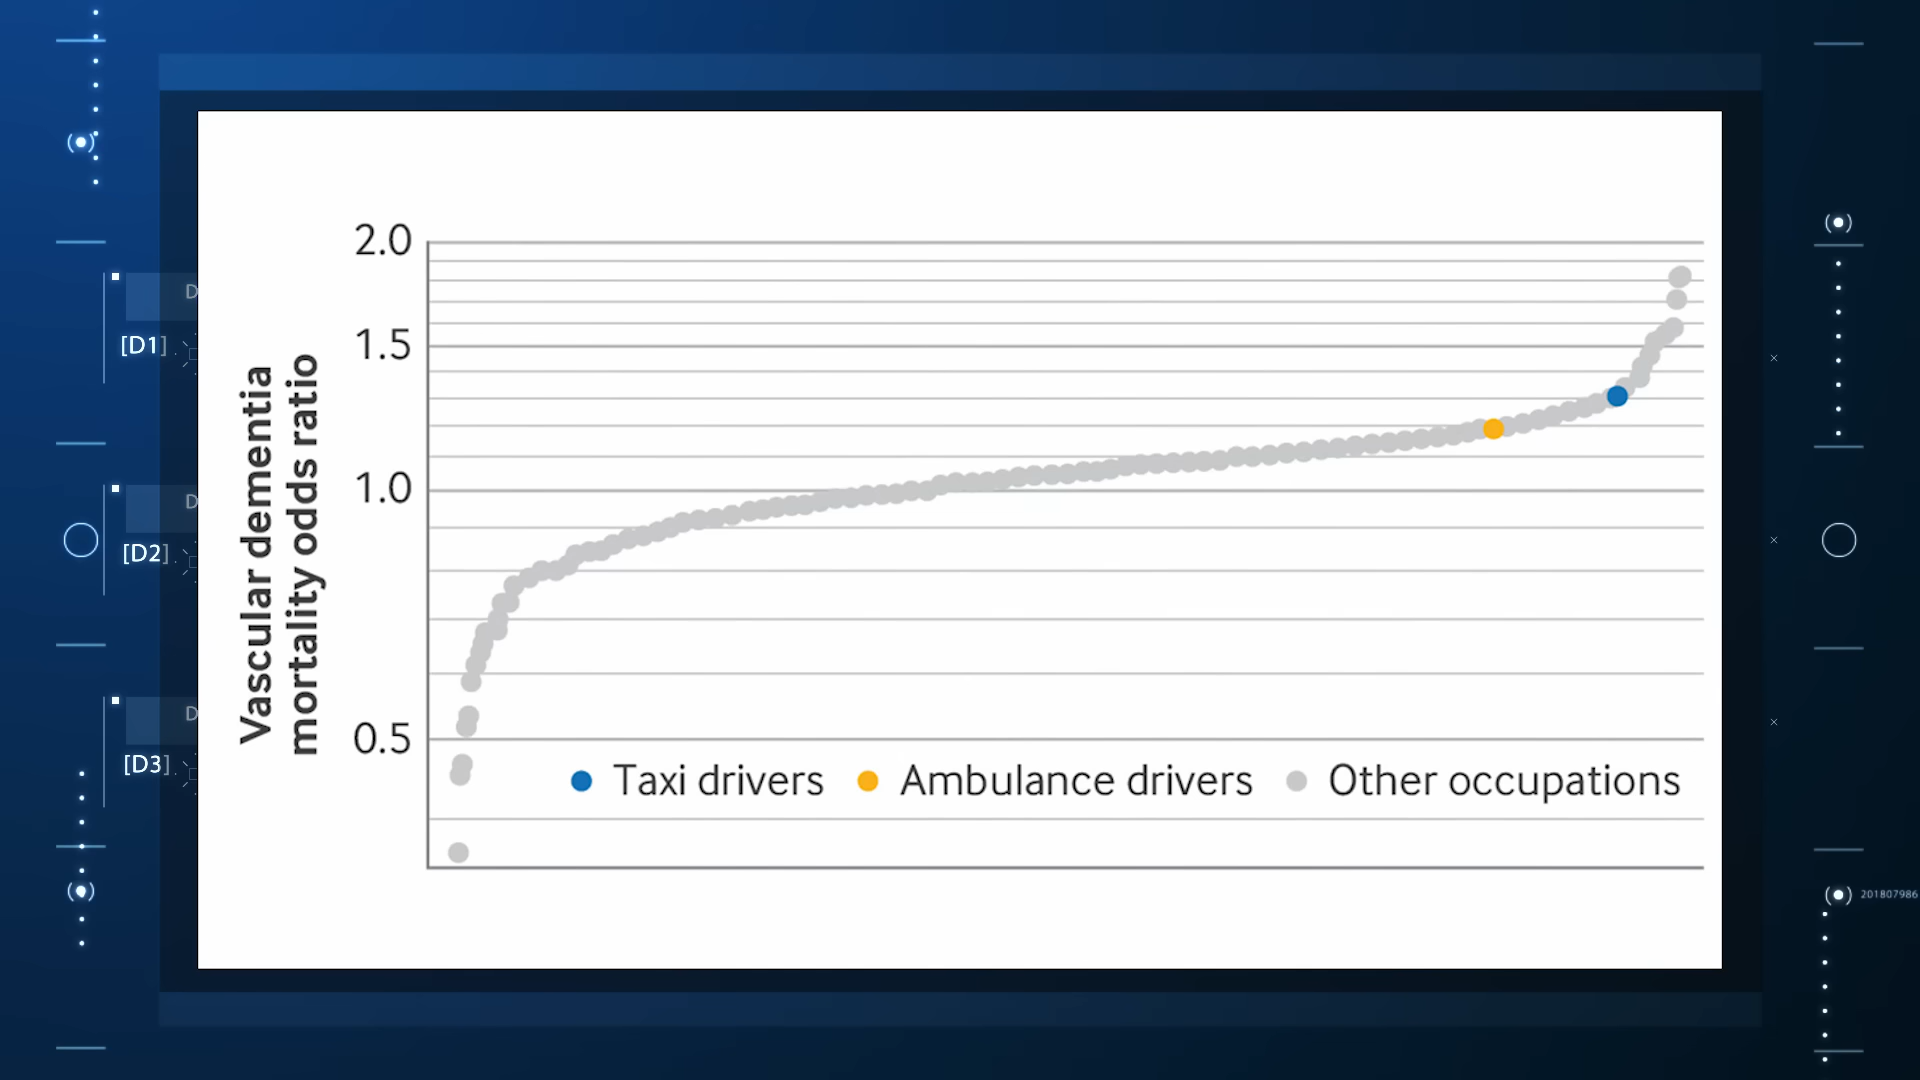 2.0
1.5
1.0
0.5
Vascular dementia
mortality odds ratio
Taxi drivers
Ambulance drivers
Other occupations
D
[D1]
D
[D2]
D
[D3]
201807986